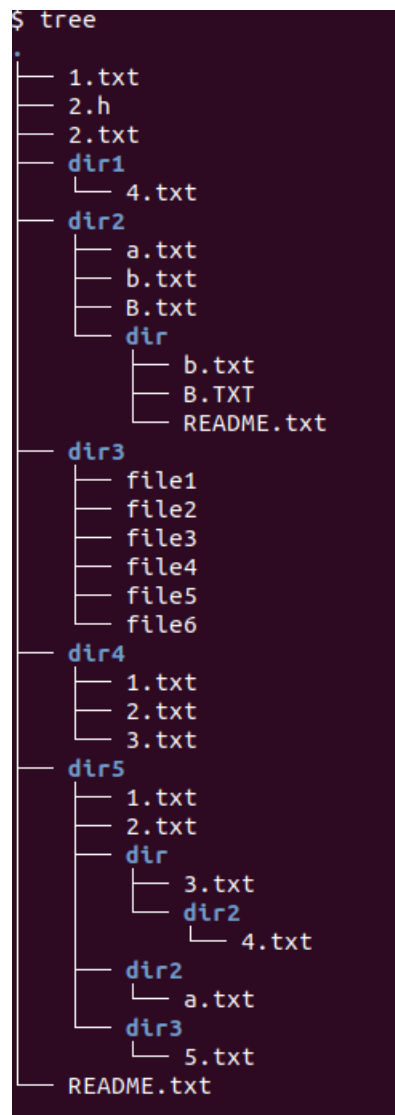 $ tree
.
├── 1.txt
├── 2.h
├── 2.txt
├── dir1
│   └── 4.txt
├── dir2
│   ├── a.txt
│   ├── b.txt
│   ├── B.txt
│   └── dir
│       ├── b.txt
│       ├── B.TXT
│       └── README.txt
├── dir3
│   ├── file1
│   ├── file2
│   ├── file3
│   ├── file4
│   ├── file5
│   └── file6
├── dir4
│   ├── 1.txt
│   ├── 2.txt
│   └── 3.txt
├── dir5
│   ├── 1.txt
│   ├── 2.txt
│   ├── dir
│   │   ├── 3.txt
│   │   └── dir2
│   │       └── 4.txt
│   ├── dir2
│   │   └── a.txt
│   └── dir3
│       └── 5.txt
└── README.txt